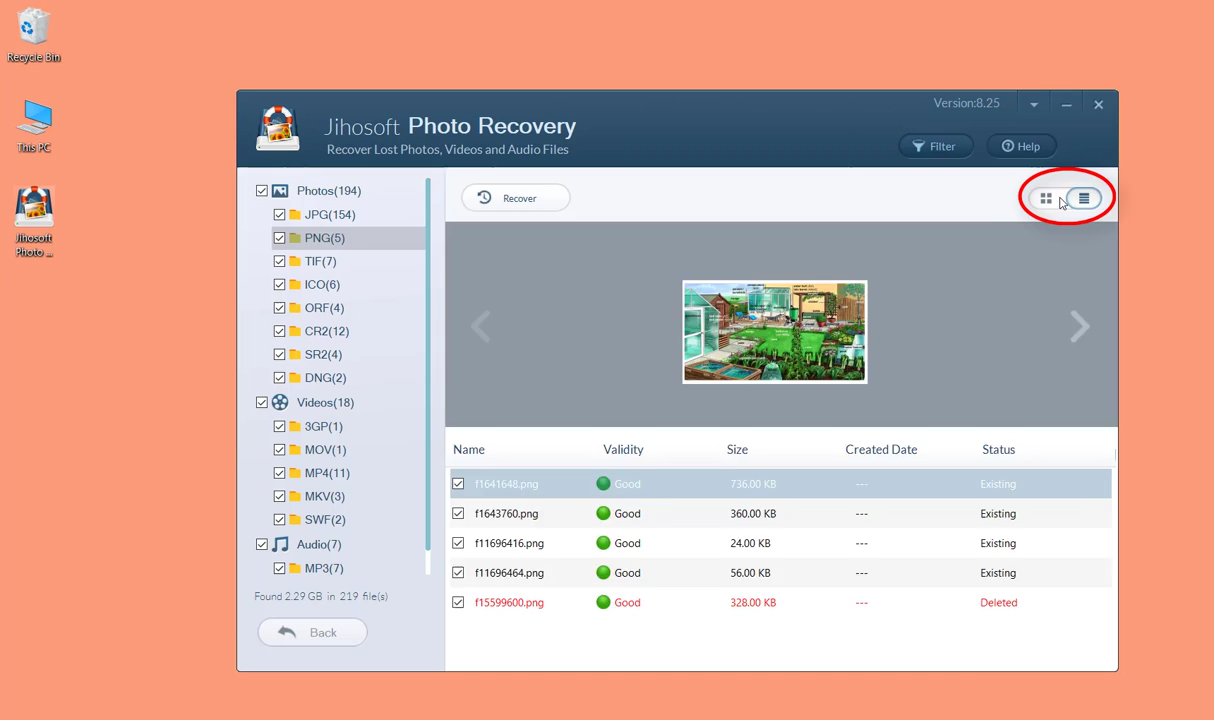 Recycle Bin
This PC
Jihosoft
Photo ...
Version:8.25
Jihosoft Photo Recovery
Recover Lost Photos, Videos and Audio Files
Filter
Help
Photos(194)
JPG(154)
PNG(5)
TIF(7)
ICO(6)
ORF(4)
CR2(12)
SR2(4)
DNG(2)
Videos(18)
3GP(1)
MOV(1)
MP4(11)
MKV(3)
SWF(2)
Audio(7)
MP3(7)
Found 2.29 GB in 219 file(s)
Back
Recover
Name Validity Size Created Date Status
f1641648.png Good 736.00 KB --- Existing
f1643760.png Good 360.00 KB --- Existing
f11696416.png Good 24.00 KB --- Existing
f11696464.png Good 56.00 KB --- Existing
f15599600.png Good 328.00 KB --- Deleted